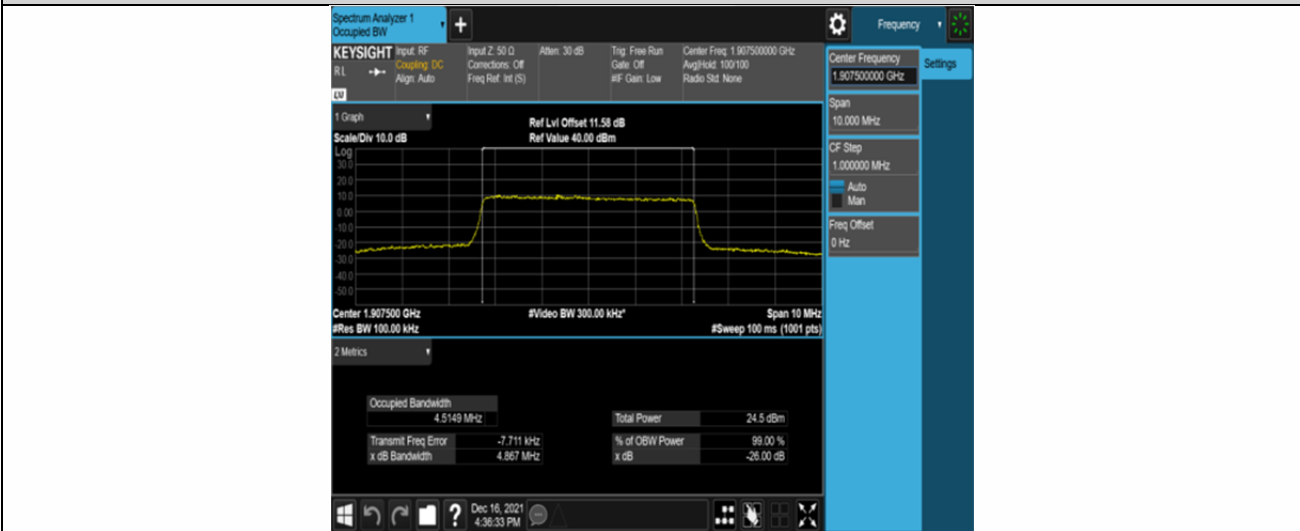 Spectrum Analyzer 1
Occupied BW
+
Frequency
KEYSIGHT Input: RF Input Z: 50 Ω Atten: 30 dB Trig: Free Run Center Freq: 1.907500000 GHz
R L Coupling: DC Corrections: Off Gate: Off Avg|Hold: 100/100
Align: Auto Freq Ref: Int (S) #IF Gain: Low Radio Std: None
Center Frequency
1.907500000 GHz
Settings
Span
10.000 MHz
CF Step
1.000000 MHz
Auto
Man
Freq Offset
0 Hz
1 Graph
Ref Lvl Offset 11.58 dB
Scale/Div 10.0 dB Ref Value 40.00 dBm
Log
30.0
20.0
10.0
0.00
-10.0
-20.0
-30.0
-40.0
-50.0
Center 1.907500 GHz #Video BW 300.00 kHz* Span 10 MHz
#Res BW 100.00 kHz #Sweep 100 ms (1001 pts)
2 Metrics
Occupied Bandwidth
4.5149 MHz Total Power 24.5 dBm
Transmit Freq Error -7.711 kHz % of OBW Power 99.00 %
x dB Bandwidth 4.867 MHz x dB -26.00 dB
? Dec 16, 2021
4:36:33 PM